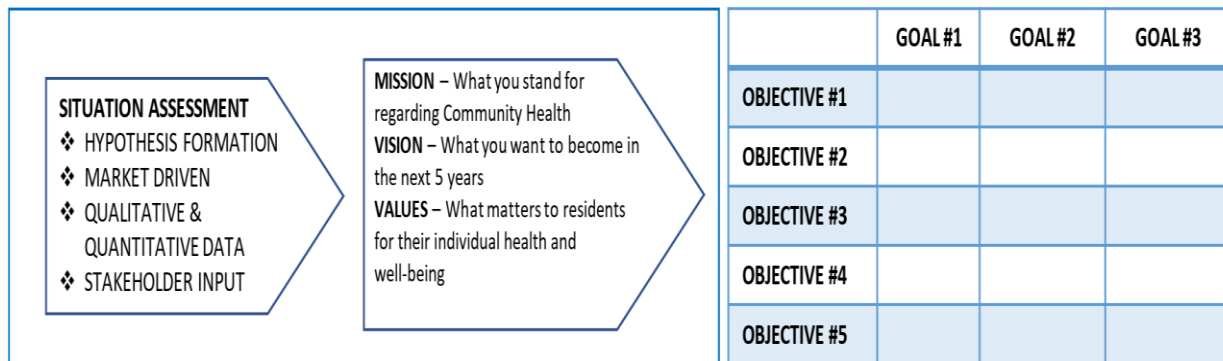 SITUATION ASSESSMENT
❖ HYPOTHESIS FORMATION
❖ MARKET DRIVEN
❖ QUALITATIVE &
QUANTITATIVE DATA
❖ STAKEHOLDER INPUT
MISSION – What you stand for
regarding Community Health
VISION – What you want to become in
the next 5 years
VALUES – What matters to residents
for their individual health and
well-being
GOAL #1 GOAL #2 GOAL #3
OBJECTIVE #1
OBJECTIVE #2
OBJECTIVE #3
OBJECTIVE #4
OBJECTIVE #5